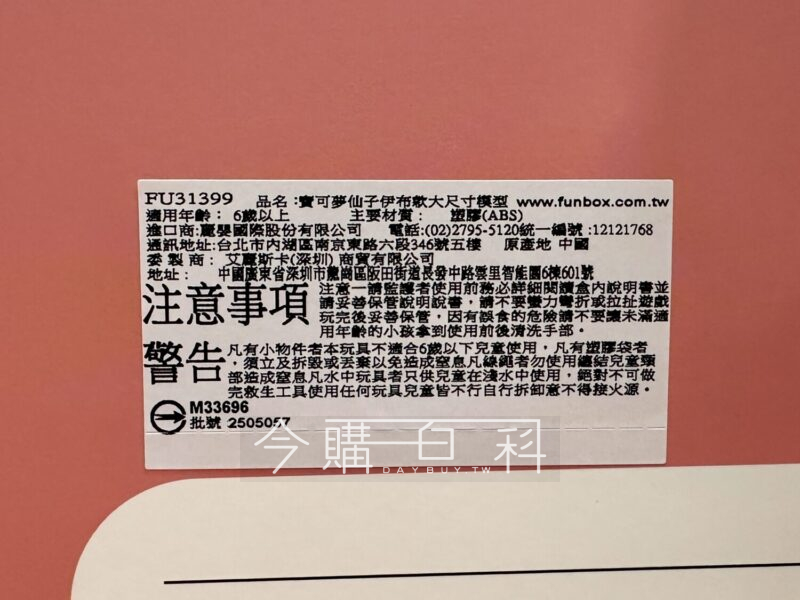 FU31399 品名:寶可夢仙子伊布款大尺寸模型 www.funbox.com.tw
適用年齡: 6歲以上 主要材質: 塑膠(ABS)
進口商:麗嬰國際股份有限公司 電話:(02)2795-5120統一編號:12121768
通訊地址:台北市內湖區南京東路六段346號五樓 原產地 中國
委製商: 艾麗斯卡(深圳) 商貿有限公司
地址: 中國廣東省深圳市龍崗區阪田街道長發中路雲里智能園6棟601號
注意事項
注意一請監護者使用前務必詳細閱讀盒內說明書並
請妥善保管說明說書，請不要變力彎折或拉扯遊戲
玩完後妥善保管，因有誤食的危險請不要讓未滿適
用年齡的小孩拿到使用前後清洗手部。
警告
凡有小物件者本玩具不適合6歲以下兒童使用，凡有塑膠袋者
，須立及拆毀或丟棄以免造成窒息凡線繩者勿使用纏結兒童頸
部造成窒息凡水中玩具者只供兒童在淺水中使用，絕對不可做
完救生工具使用任何玩具兒童皆不行自行拆卸意不得接火源。
M33696
批號:2505057
今購百科
DAYBUY.TW